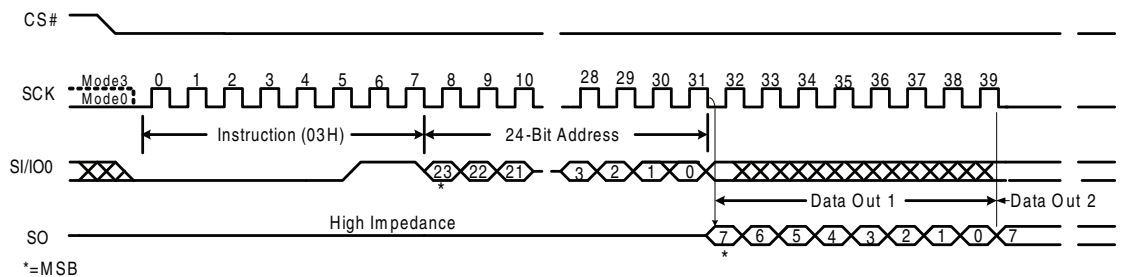 CS#
Mode3
SCK
Mode0
0 1 2 3 4 5 6 7 8 9 10 28 29 30 31 32 33 34 35 36 37 38 39
Instruction (03H) 24-Bit Address
SI/IO0
23 22 21 3 2 1 0
*
Data Out 1 Data Out 2
High Impedance
SO
7 6 5 4 3 2 1 0 7
*
*=MSB